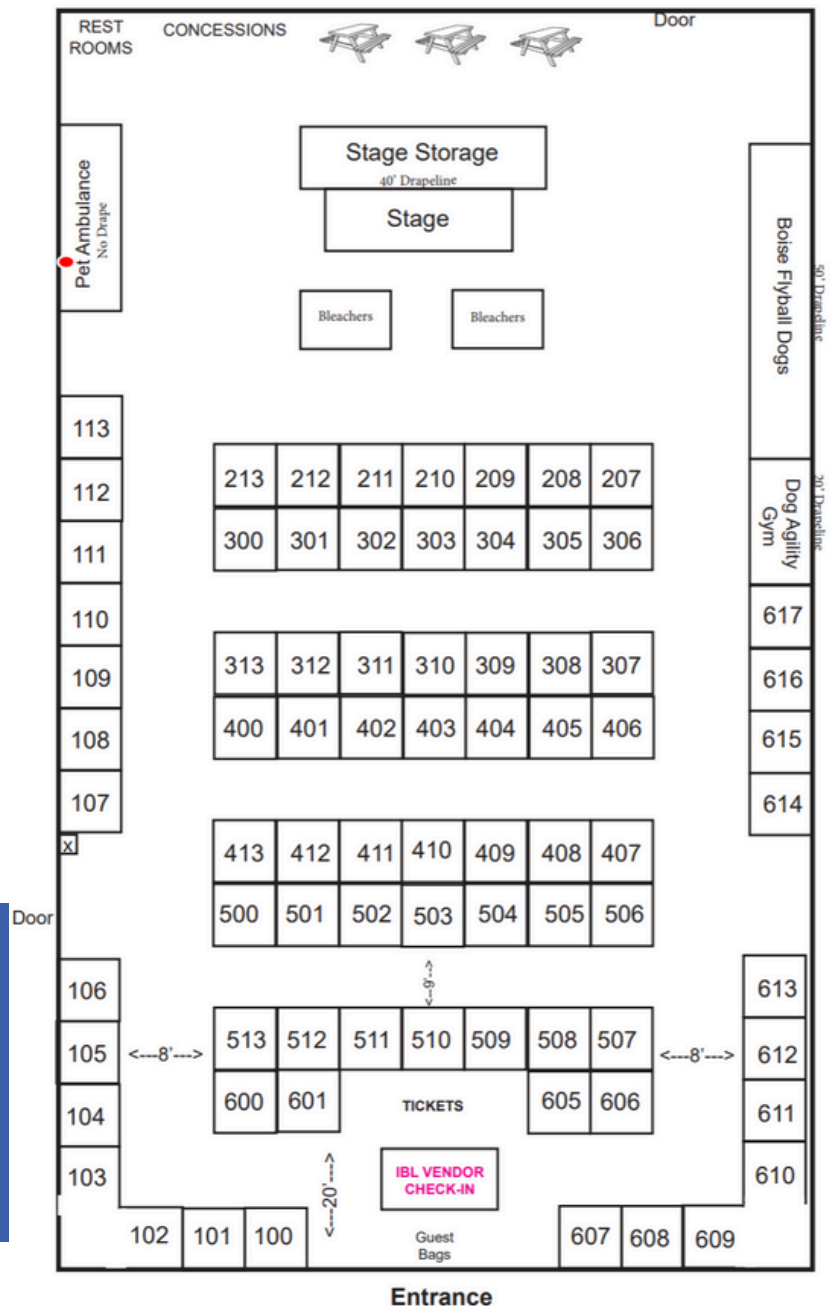 REST
ROOMS
CONCESSIONS
Door
Stage Storage
40' Drapeline
Stage
Pet Ambulance
No Drape
Bleachers
Bleachers
Boise Flyball Dogs
50' Drapeline
113
112
111
110
109
108
107
X
213 212 211 210 209 208 207
300 301 302 303 304 305 306
Dog Agility
Gym
20' Drapeline
617
616
615
614
313 312 311 310 309 308 307
400 401 402 403 404 405 406
413 412 411 410 409 408 407
500 501 502 503 504 505 506
Door
<--9'-->
106
105
104
103
<---8'--->
513 512 511 510 509 508 507
600 601
TICKETS
605 606
<---8'--->
613
612
611
610
<---20'--->
IBL VENDOR
CHECK-IN
102 101 100
Guest
Bags
607 608 609
Entrance